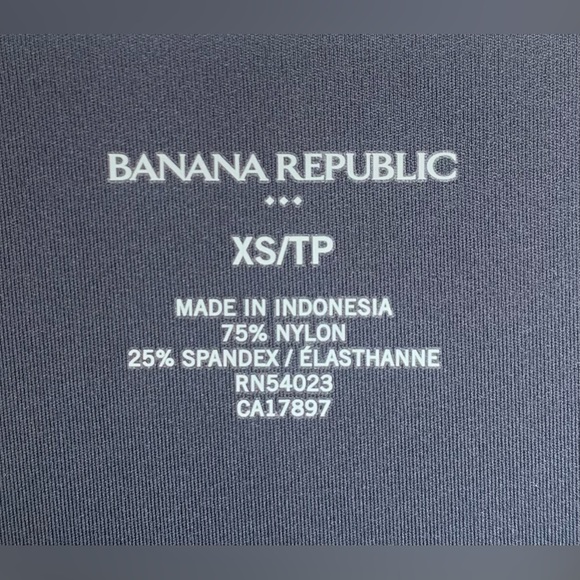 BANANA REPUBLIC
XS/TP
MADE IN INDONESIA
75% NYLON
25% SPANDEX / ÉLASTHANNE
RN54023
CA17897